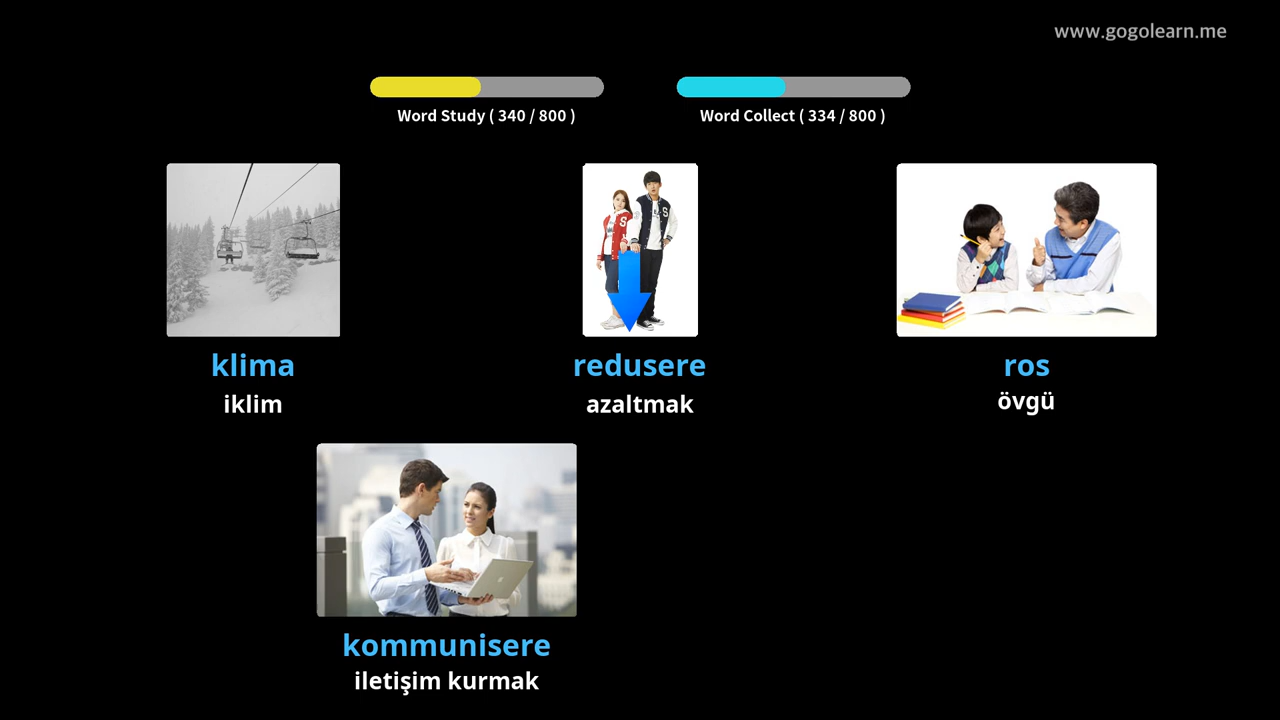 www.gogolearn.me
Word Study ( 340 / 800 )
Word Collect ( 334 / 800 )
klima
iklim
redusere
azaltmak
ros
övgü
kommunisere
iletişim kurmak